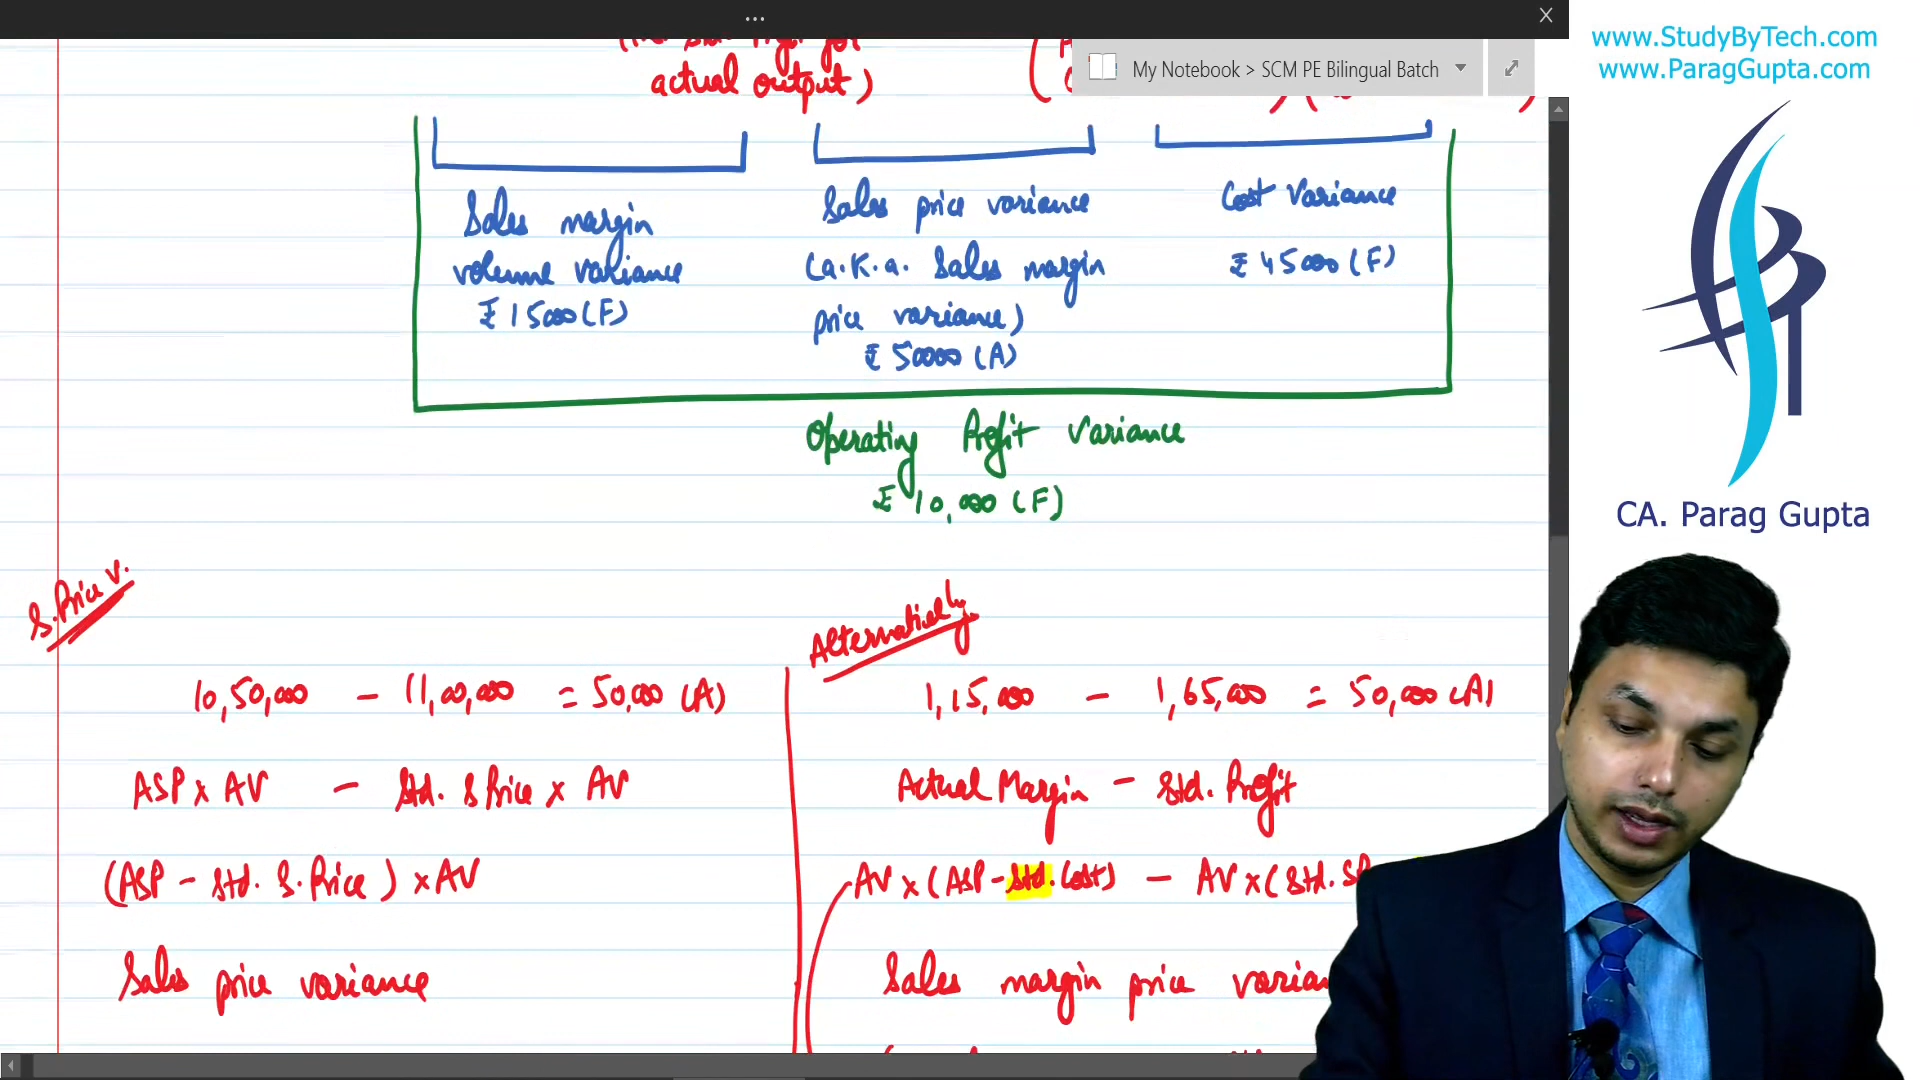 ...
www.StudyByTech.com
www.ParagGupta.com
My Notebook > SCM PE Bilingual Batch
actual output)
Sales margin
volume variance
₹ 15000 (F)
Sales price variance
(a.k.a. Sales margin
price variance)
₹ 50000 (A)
Cost Variance
₹ 45000 (F)
Operating Profit Variance
₹ 10,000 (F)
CA. Parag Gupta
S. Price V.
10,50,000 - 11,00,000 = 50,000 (A)
ASP x AV - Std. S Price x AV
(ASP - Std. S. Price) x AV
Sales price variance
Alternatively
1,15,000 - 1,65,000 = 50,000 (A)
Actual Margin - Std. Profit
AV x (ASP - Std. Cost) - AV x (Std. SP
Sales margin price